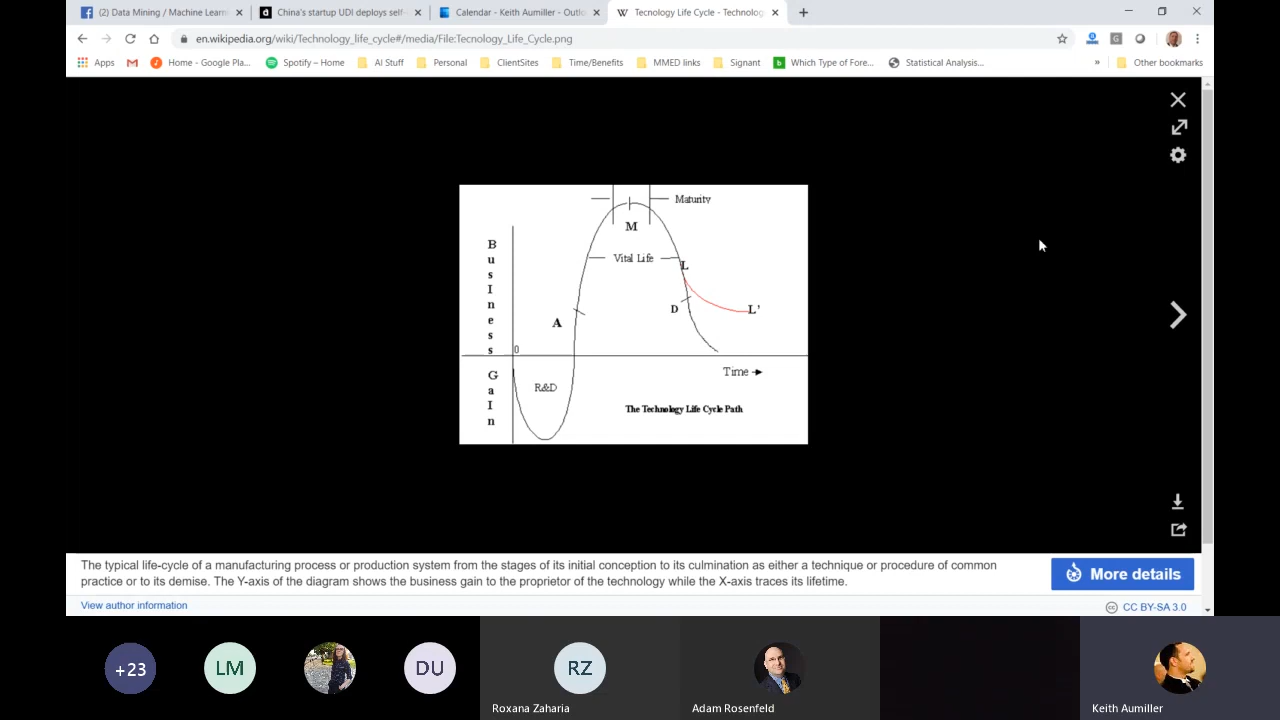 (2) Data Mining / Machine Learni
China's startup UDI deploys self-
Calendar - Keith Aumiller - Outlo
Tecnology Life Cycle - Technolog
en.wikipedia.org/wiki/Technology_life_cycle#/media/File:Tecnology_Life_Cycle.png
Apps
Home - Google Pla...
Spotify – Home
AI Stuff
Personal
ClientSites
Time/Benefits
MMED links
Signant
Which Type of Fore...
Statistical Analysis...
»
Other bookmarks
Maturity
M
Business
Vital Life
L
L'
D
A
0
Time
GaIn
R&D
The Technology Life Cycle Path
The typical life-cycle of a manufacturing process or production system from the stages of its initial conception to its culmination as either a technique or procedure of common
practice or to its demise. The Y-axis of the diagram shows the business gain to the proprietor of the technology while the X-axis traces its lifetime.
More details
View author information
CC BY-SA 3.0
+23
LM
DU
RZ
Roxana Zaharia
Adam Rosenfeld
Keith Aumiller